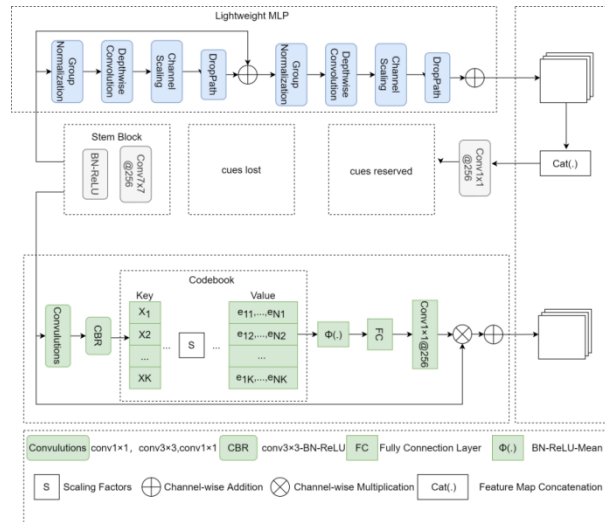 Lightweight MLP
Group
Normalization
Depthwise
Convolution
Channel
Scaling
DropPath
Group
Normalization
Depthwise
Convolution
Channel
Scaling
DropPath
Stem Block
BN-ReLU
Conv7x7
@256
cues lost
cues reserved
Conv1x1
@256
Cat(.)
Codebook
Key
Value
Convulutions
CBR
X1
X2
...
XK
...
S
...
e11,...,eN1
e12,...,eN2
...
e1K,...,eNK
Φ(.)
FC
Conv1×1@256
Convulutions conv1×1, conv3×3,conv1×1 CBR conv3×3-BN-ReLU FC Fully Connection Layer Φ(.) BN-ReLU-Mean
S Scaling Factors Channel-wise Addition Channel-wise Multiplication Cat(.) Feature Map Concatenation